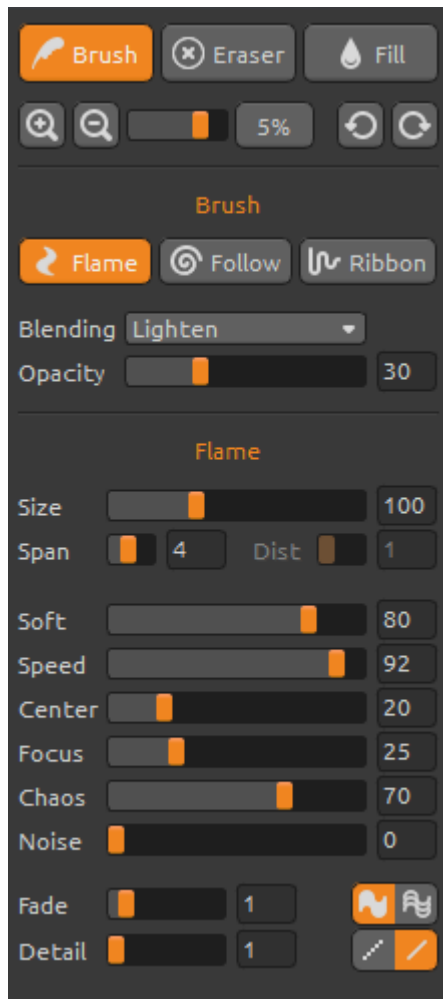 Brush Eraser Fill
5%
Brush
Flame Follow Ribbon
Blending Lighten
Opacity 30
Flame
Size 100
Span 4 Dist 1
Soft 80
Speed 92
Center 20
Focus 25
Chaos 70
Noise 0
Fade 1
Detail 1